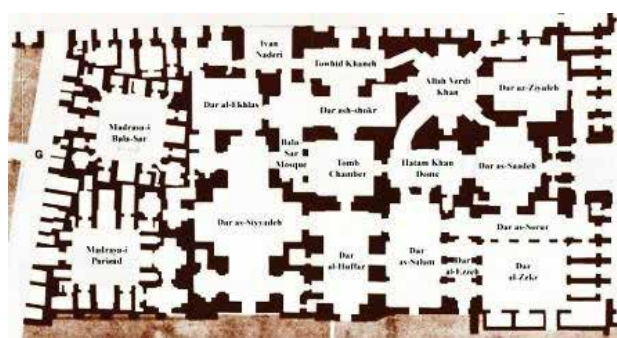 Ivan
Naderi
Towhid Khaneh
Allah Verdi
Khan
Dar az-Ziyafeh
Dar al-Ekhlas
Dar ash-shokr
Madrasa-i
Bala-Sar
G
Bala
Sar
Mosque
Tomb
Chamber
Hatam Khan
Dome
Dar as-Saadeh
Dar as-Siyyadeh
Dar as-Sorur
Madrasa-i
Parizad
Dar
al-Huffaz
Dar
as-Salam
Dar
al-Ezzeh
Dar
al-Zekr